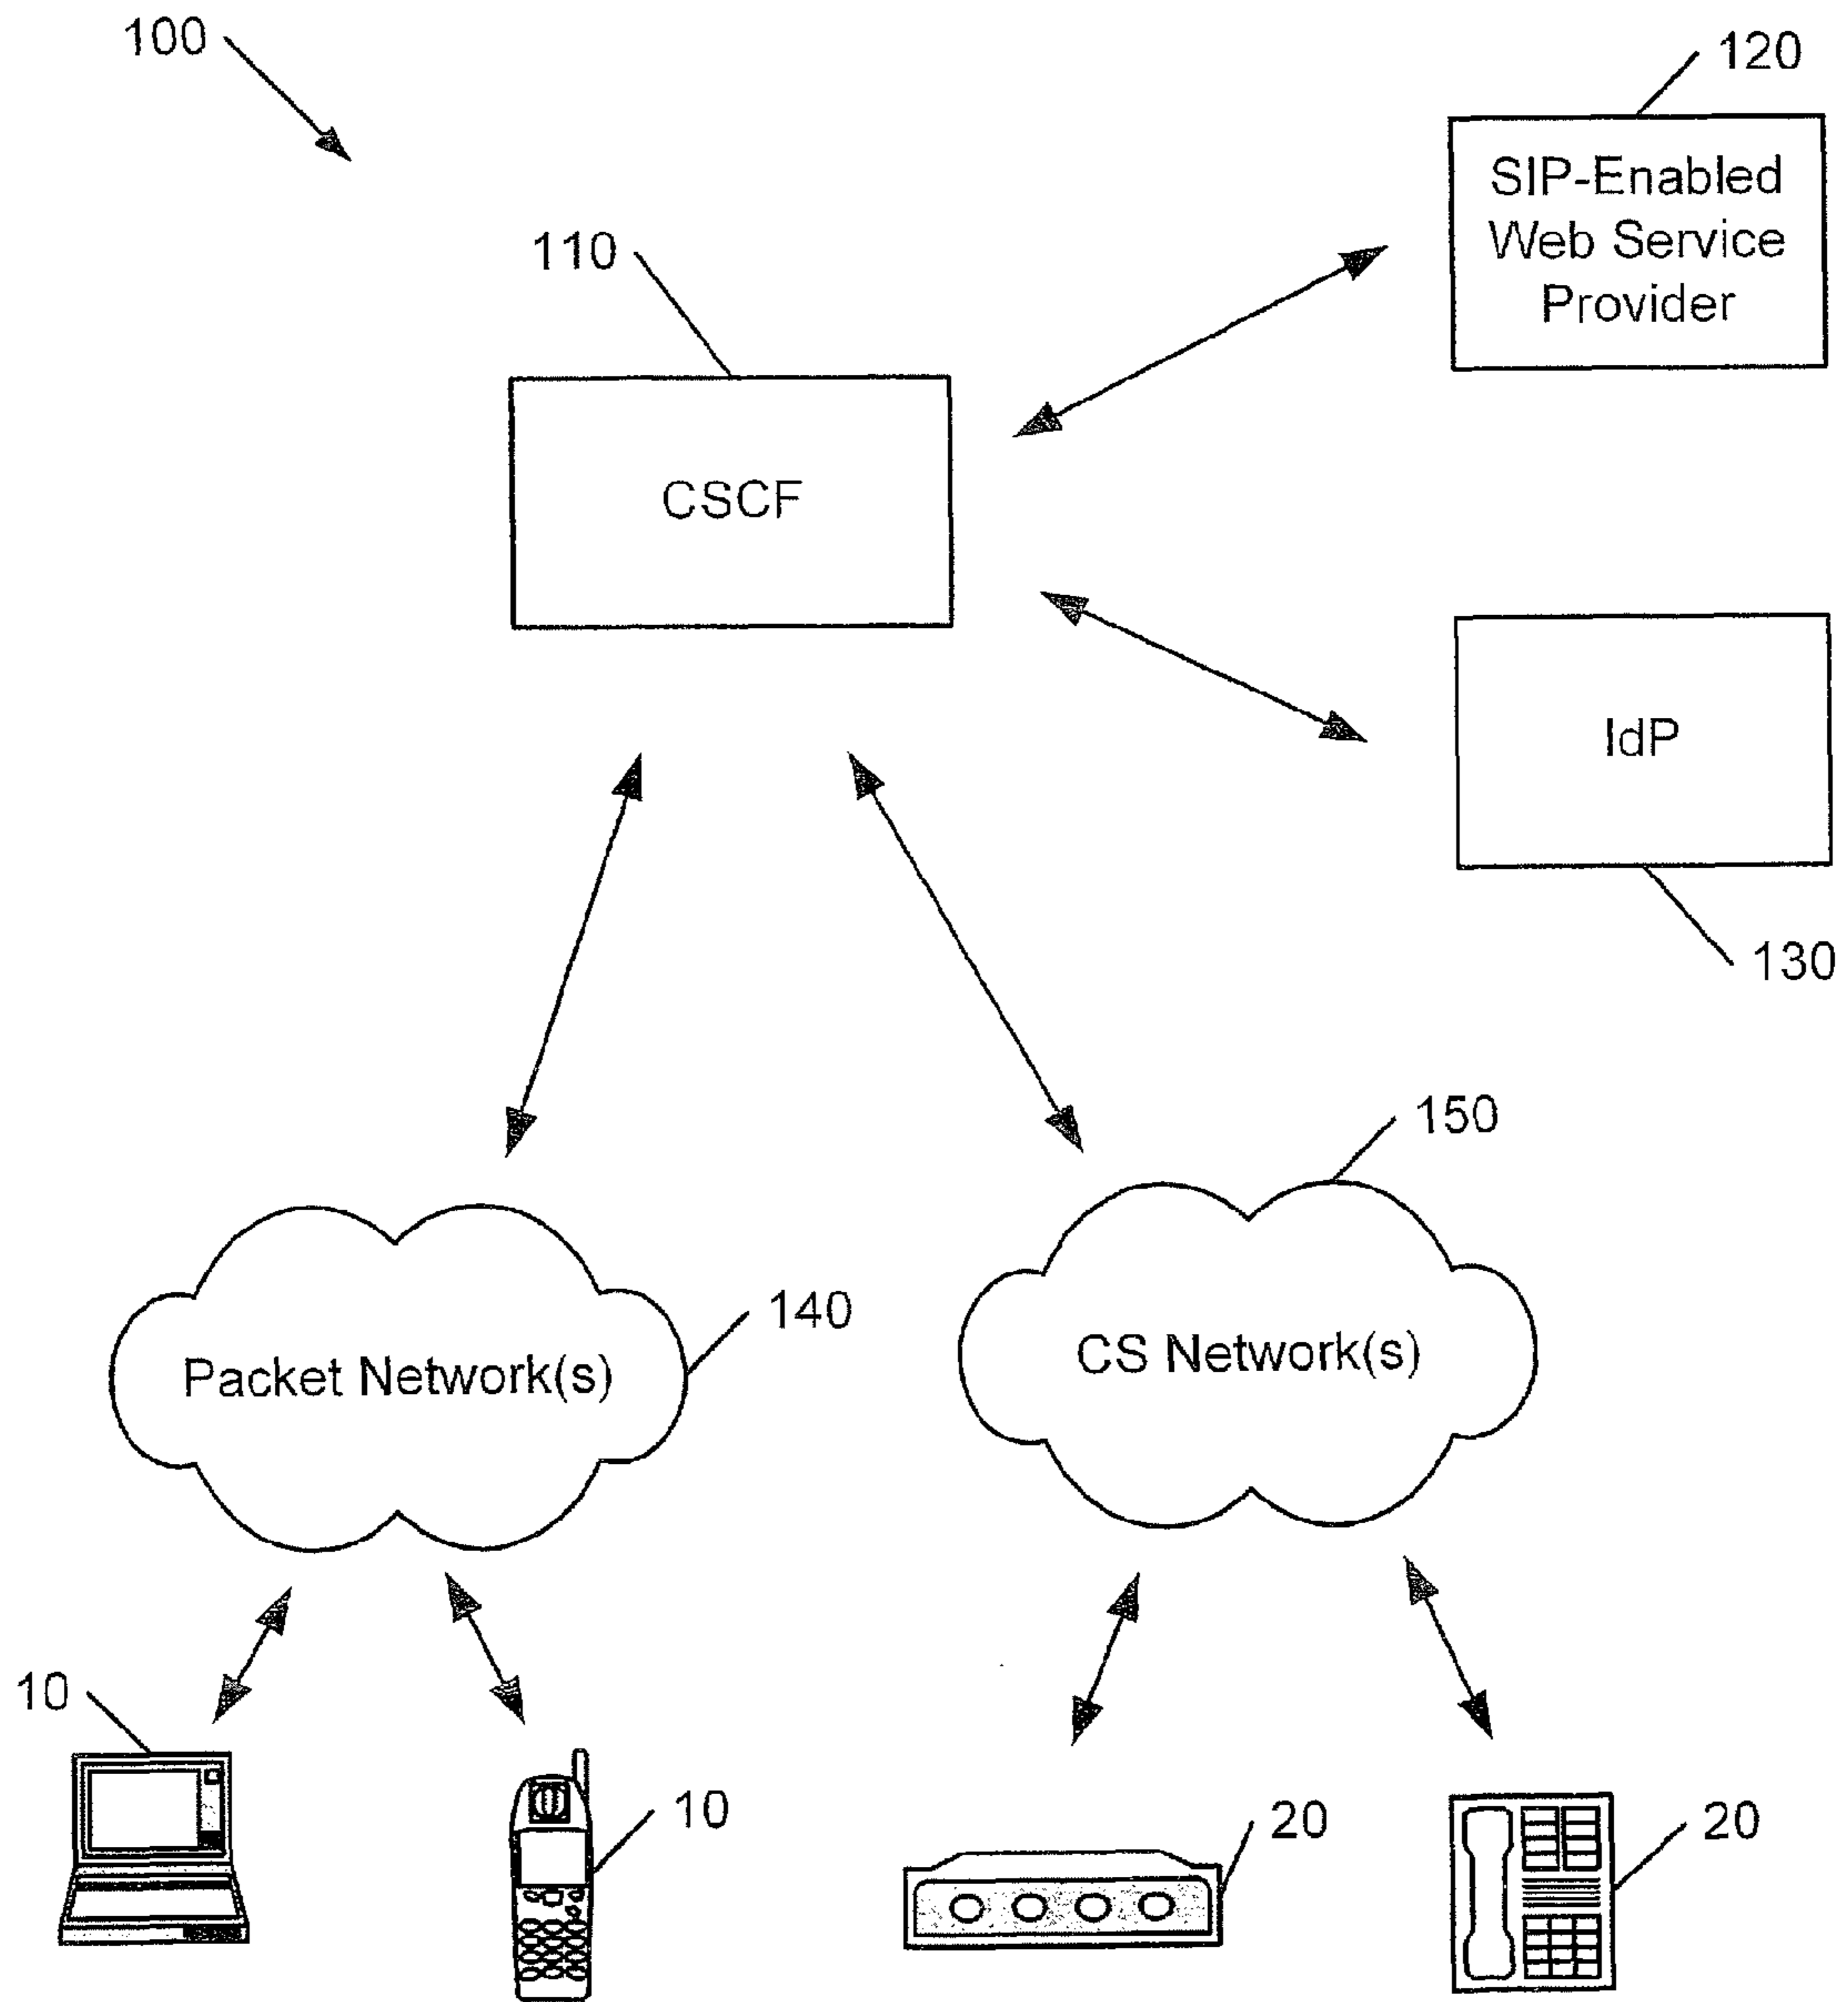 100
120
SIP-Enabled
Web Service
Provider
110
CSCF
IdP
130
150
140
Packet Network(s)
CS Network(s)
10
10
20
20